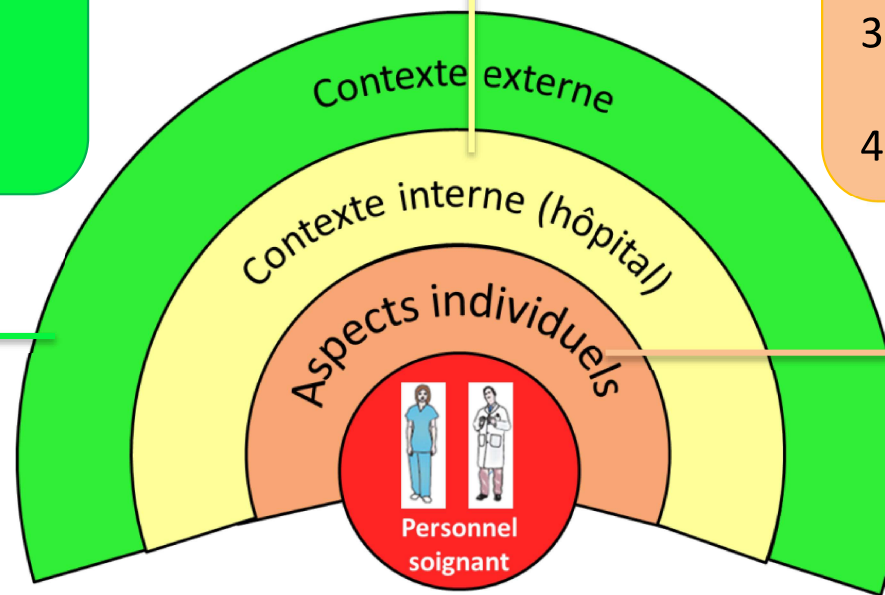 3
4
Contexte externe
Contexte interne (hôpital)
Aspects individuels
Personnel
soignant